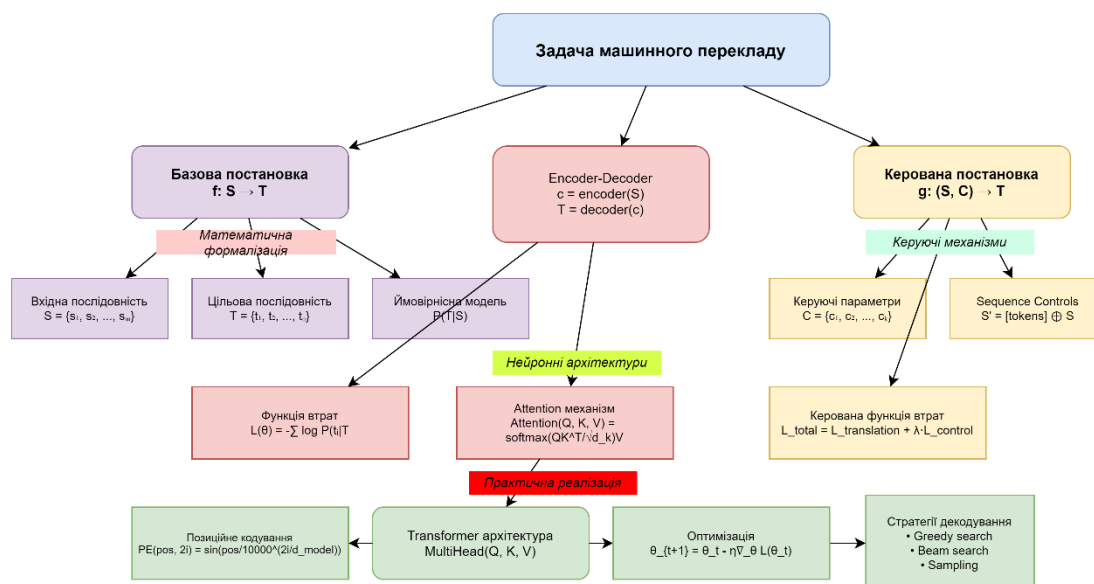 Задача машинного перекладу
Базова постановка
f: S → T
Encoder-Decoder
c = encoder(S)
T = decoder(c)
Керована постановка
g: (S, C) → T
Математична
формалізація
Керуючі механізми
Вхідна послідовність
S = {s₁, s₂, ..., sₘ}
Цільова послідовність
T = {t₁, t₂, ..., tₙ}
Ймовірнісна модель
P(T|S)
Керуючі параметри
C = {c₁, c₂, ..., cₖ}
Sequence Controls
S' = [tokens] ⊕ S
Нейронні архітектури
Функція втрат
L(θ) = -∑ log P(tᵢ|T
Attention механізм
Attention(Q, K, V) =
softmax(QK^T/√d_k)V
Керована функція втрат
L_total = L_translation + λ·L_control
Практична реалізація
Позиційне кодування
PE(pos, 2i) = sin(pos/10000^(2i/d_model))
Transformer архітектура
MultiHead(Q, K, V)
Оптимізація
θ_{t+1} = θ_t - η∇_θ L(θ_t)
Стратегії декодування
• Greedy search
• Beam search
• Sampling